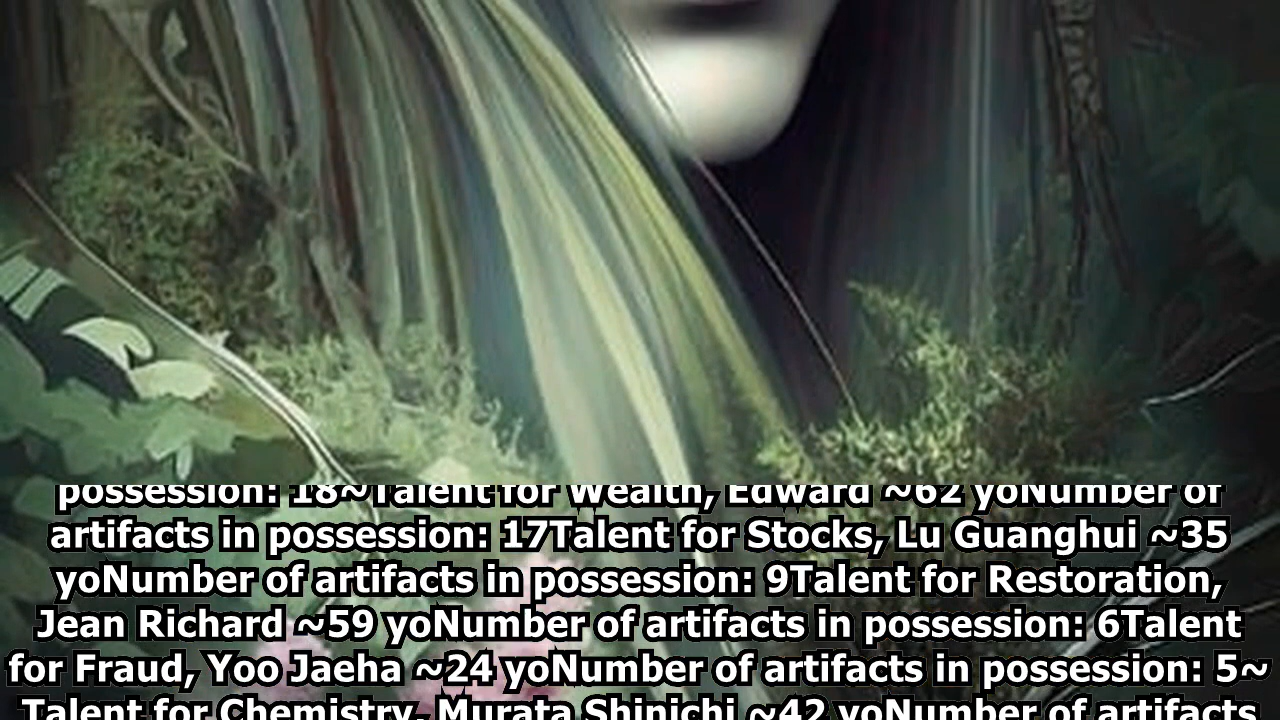 possession: 18~Talent for Wealth, Edward ~62 yoNumber of
artifacts in possession: 17Talent for Stocks, Lu Guanghui ~35
yoNumber of artifacts in possession: 9Talent for Restoration,
Jean Richard ~59 yoNumber of artifacts in possession: 6Talent
for Fraud, Yoo Jaeha ~24 yoNumber of artifacts in possession: 5~
Talent for Chemistry, Murata Shinichi ~42 yoNumber of artifacts